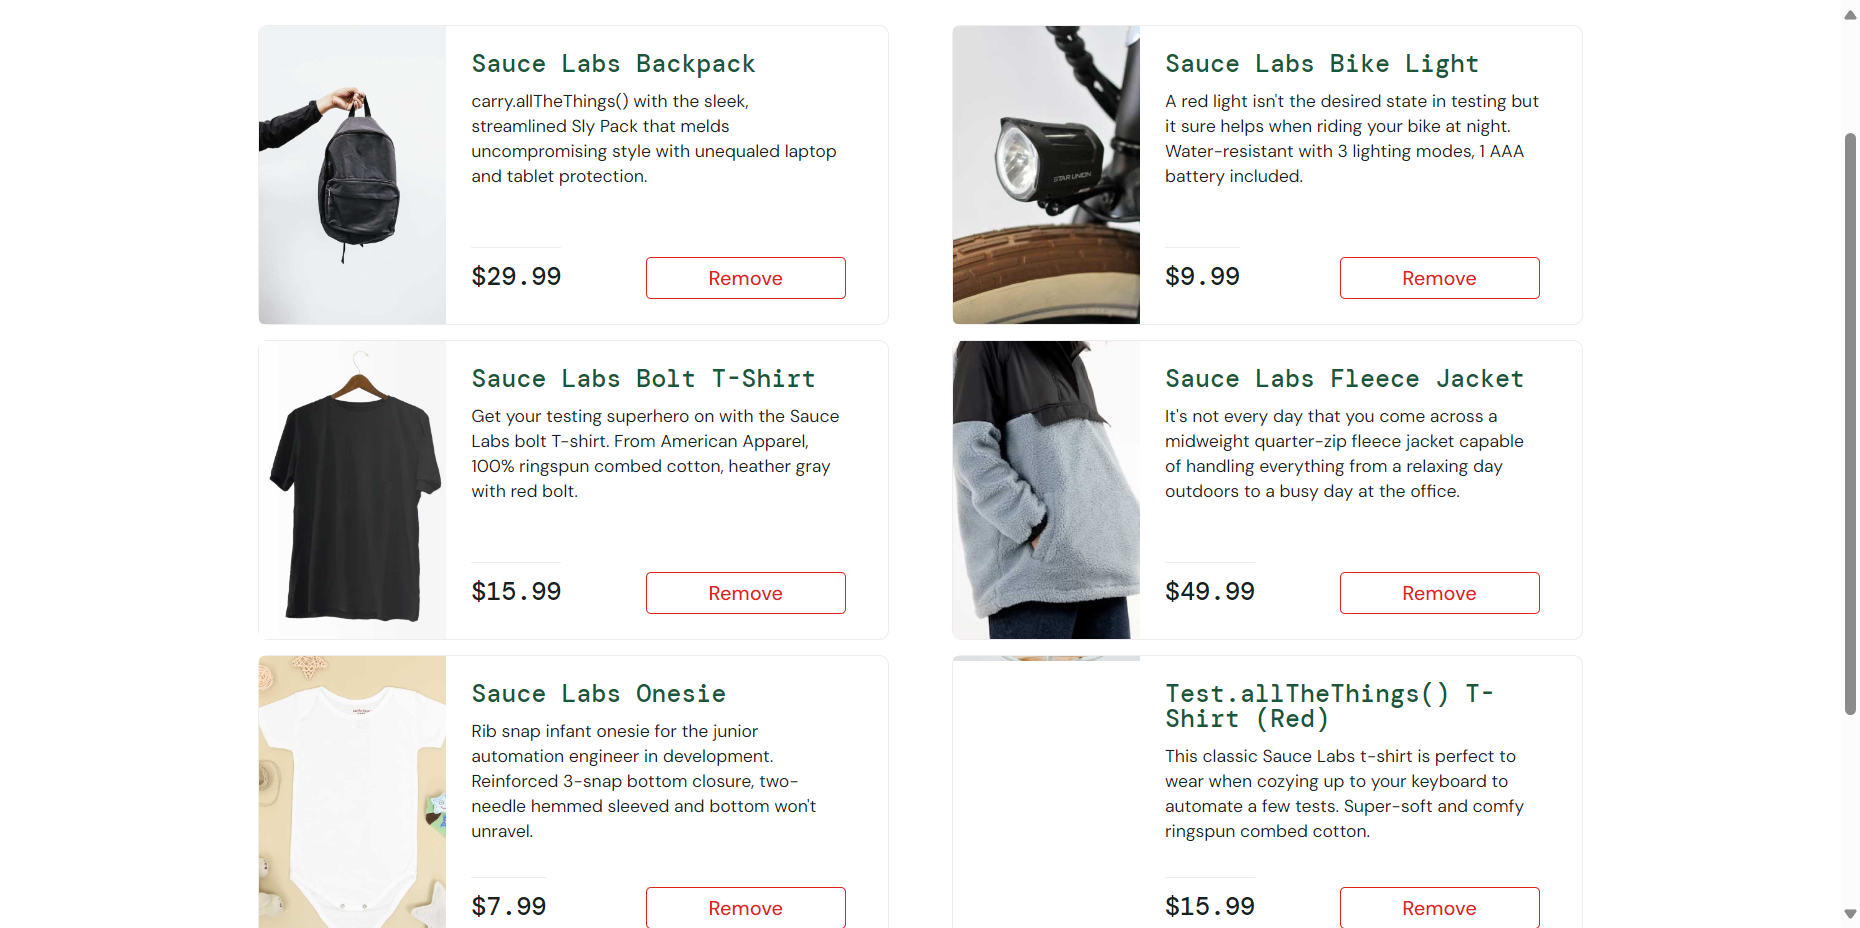 Sauce Labs Backpack
carry.allTheThings() with the sleek,
streamlined Sly Pack that melds
uncompromising style with unequaled laptop
and tablet protection.
$29.99
Remove
Sauce Labs Bike Light
A red light isn't the desired state in testing but
it sure helps when riding your bike at night.
Water-resistant with 3 lighting modes, 1 AAA
battery included.
STAR UNION
$9.99
Remove
Sauce Labs Bolt T-Shirt
Get your testing superhero on with the Sauce
Labs bolt T-shirt. From American Apparel,
100% ringspun combed cotton, heather gray
with red bolt.
$15.99
Remove
Sauce Labs Fleece Jacket
It's not every day that you come across a
midweight quarter-zip fleece jacket capable
of handling everything from a relaxing day
outdoors to a busy day at the office.
$49.99
Remove
Sauce Labs Onesie
Rib snap infant onesie for the junior
automation engineer in development.
Reinforced 3-snap bottom closure, two-
needle hemmed sleeved and bottom won't
unravel.
$7.99
Remove
Test.allTheThings() T-
Shirt (Red)
This classic Sauce Labs t-shirt is perfect to
wear when cozying up to your keyboard to
automate a few tests. Super-soft and comfy
ringspun combed cotton.
$15.99
Remove